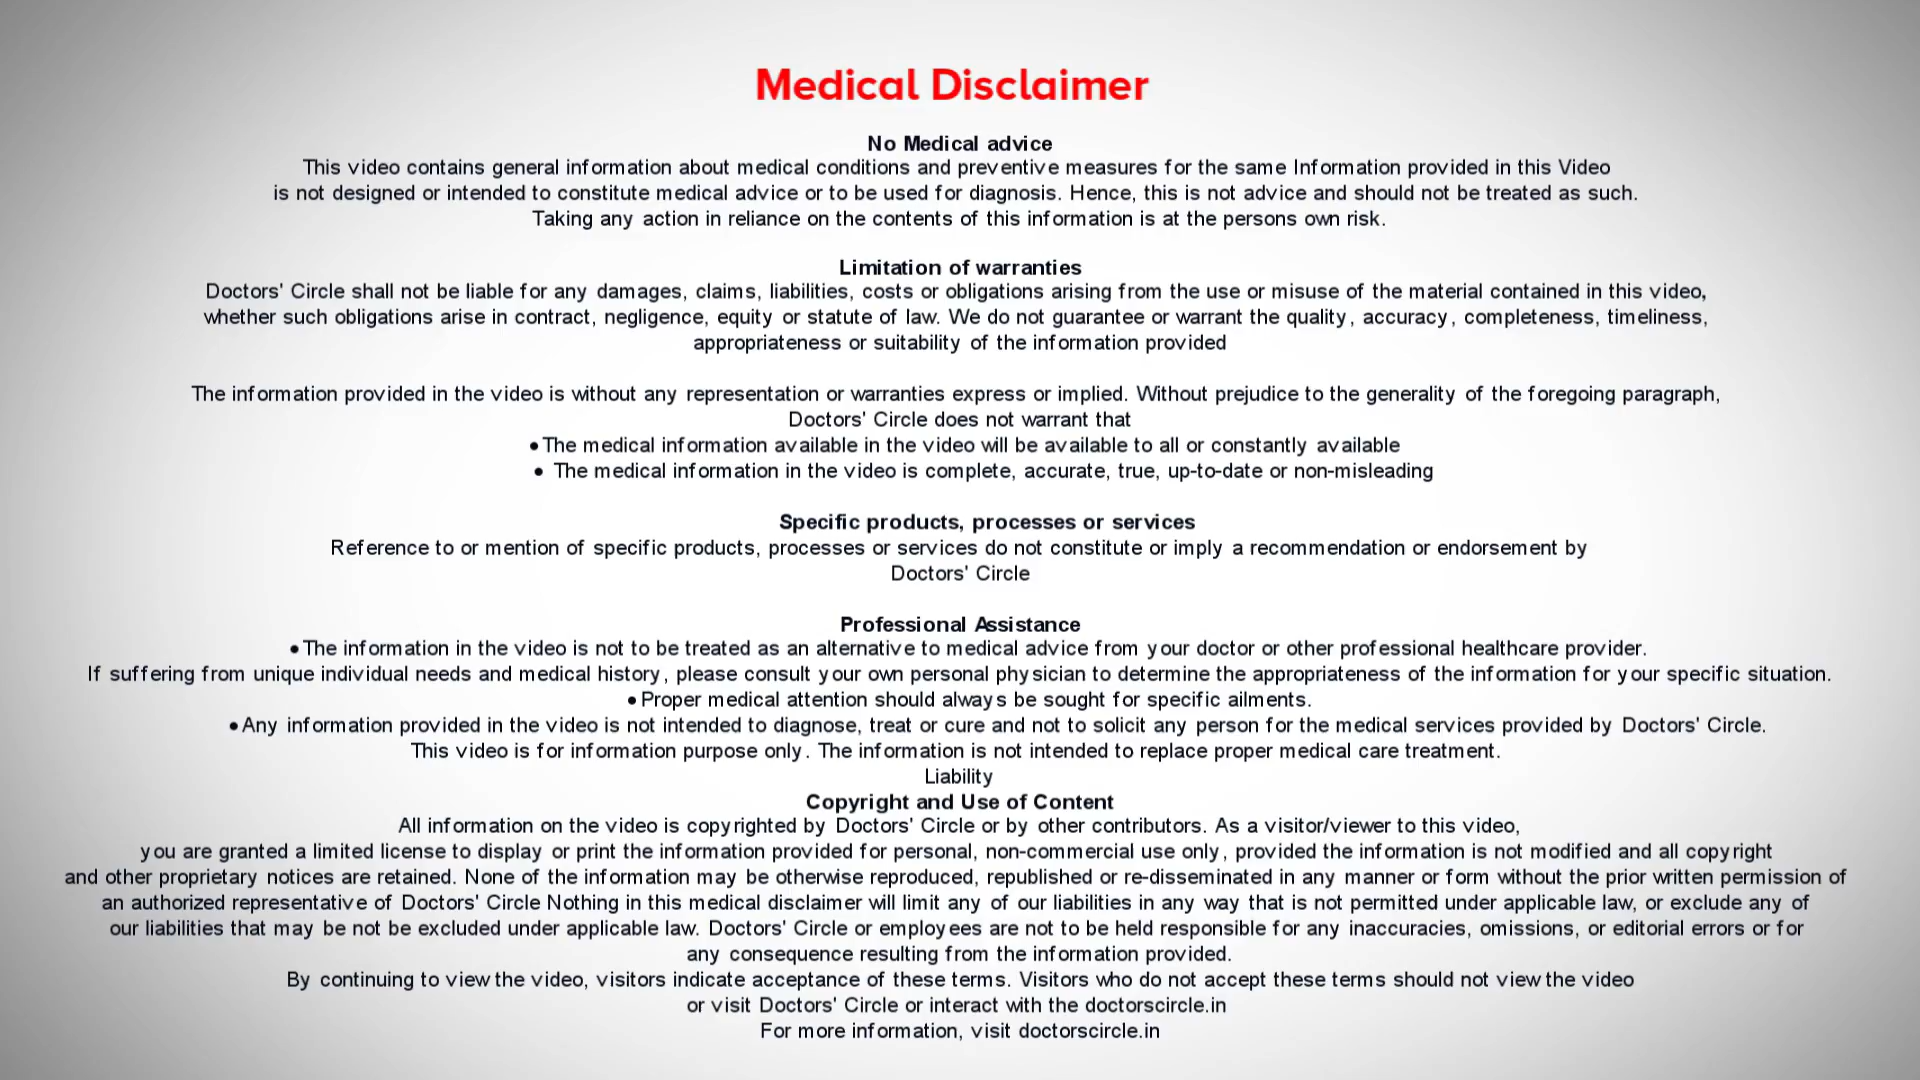 Medical Disclaimer
No Medical advice
This video contains general information about medical conditions and preventive measures for the same Information provided in this Video
is not designed or intended to constitute medical advice or to be used for diagnosis. Hence, this is not advice and should not be treated as such.
Taking any action in reliance on the contents of this information is at the persons own risk.
Limitation of warranties
Doctors' Circle shall not be liable for any damages, claims, liabilities, costs or obligations arising from the use or misuse of the material contained in this video,
whether such obligations arise in contract, negligence, equity or statute of law. We do not guarantee or warrant the quality, accuracy, completeness, timeliness,
appropriateness or suitability of the information provided
The information provided in the video is without any representation or warranties express or implied. Without prejudice to the generality of the foregoing paragraph,
Doctors' Circle does not warrant that
•The medical information available in the video will be available to all or constantly available
• The medical information in the video is complete, accurate, true, up-to-date or non-misleading
Specific products, processes or services
Reference to or mention of specific products, processes or services do not constitute or imply a recommendation or endorsement by
Doctors' Circle
Professional Assistance
•The information in the video is not to be treated as an alternative to medical advice from your doctor or other professional healthcare provider.
If suffering from unique individual needs and medical history, please consult your own personal physician to determine the appropriateness of the information for your specific situation.
•Proper medical attention should always be sought for specific ailments.
•Any information provided in the video is not intended to diagnose, treat or cure and not to solicit any person for the medical services provided by Doctors' Circle.
This video is for information purpose only. The information is not intended to replace proper medical care treatment.
Liability
Copyright and Use of Content
All information on the video is copyrighted by Doctors' Circle or by other contributors. As a visitor/viewer to this video,
you are granted a limited license to display or print the information provided for personal, non-commercial use only, provided the information is not modified and all copyright
and other proprietary notices are retained. None of the information may be otherwise reproduced, republished or re-disseminated in any manner or form without the prior written permission of
an authorized representative of Doctors' Circle Nothing in this medical disclaimer will limit any of our liabilities in any way that is not permitted under applicable law, or exclude any of
our liabilities that may be not be excluded under applicable law. Doctors' Circle or employees are not to be held responsible for any inaccuracies, omissions, or editorial errors or for
any consequence resulting from the information provided.
By continuing to view the video, visitors indicate acceptance of these terms. Visitors who do not accept these terms should not view the video
or visit Doctors' Circle or interact with the doctorscircle.in
For more information, visit doctorscircle.in